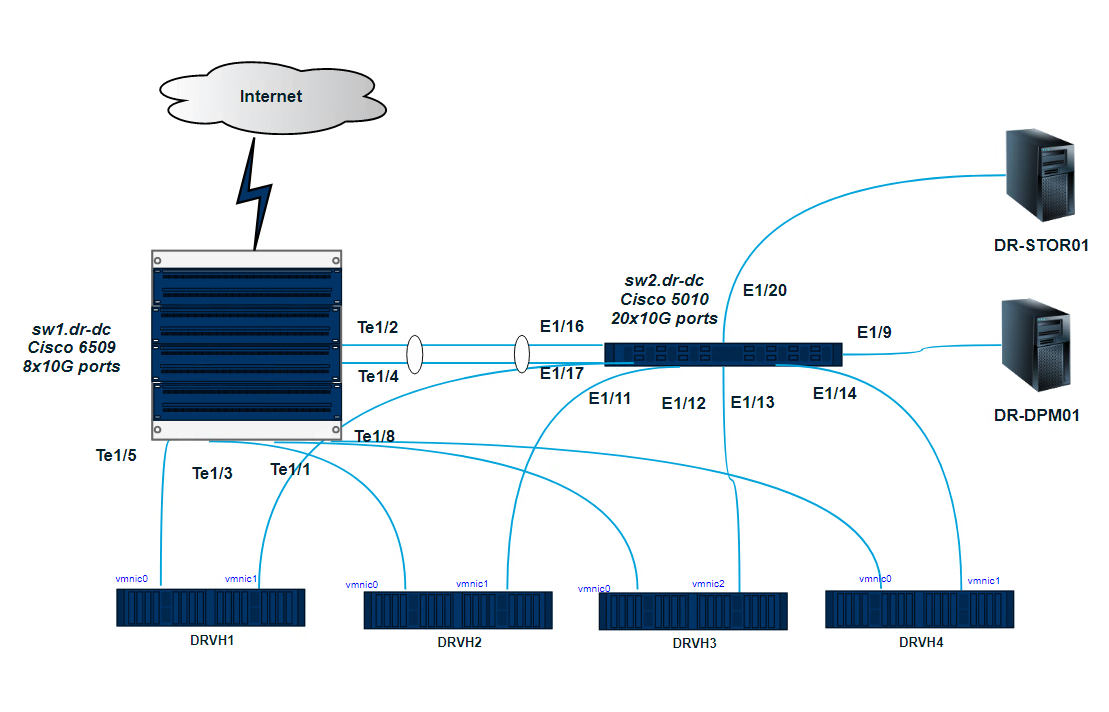 Internet
DR-STOR01
sw2.dr-dc
Cisco 5010
20x10G ports
E1/20
sw1.dr-dc
Cisco 6509
8x10G ports
Te1/2
E1/16
E1/9
Te1/4
E1/17
E1/11
E1/12
E1/13
E1/14
DR-DPM01
Te1/8
Te1/5
Te1/3
Te1/1
vmnic0
vmnic1
vmnic0
vmnic1
vmnic0
vmnic2
vmnic0
vmnic1
DRVH1
DRVH2
DRVH3
DRVH4